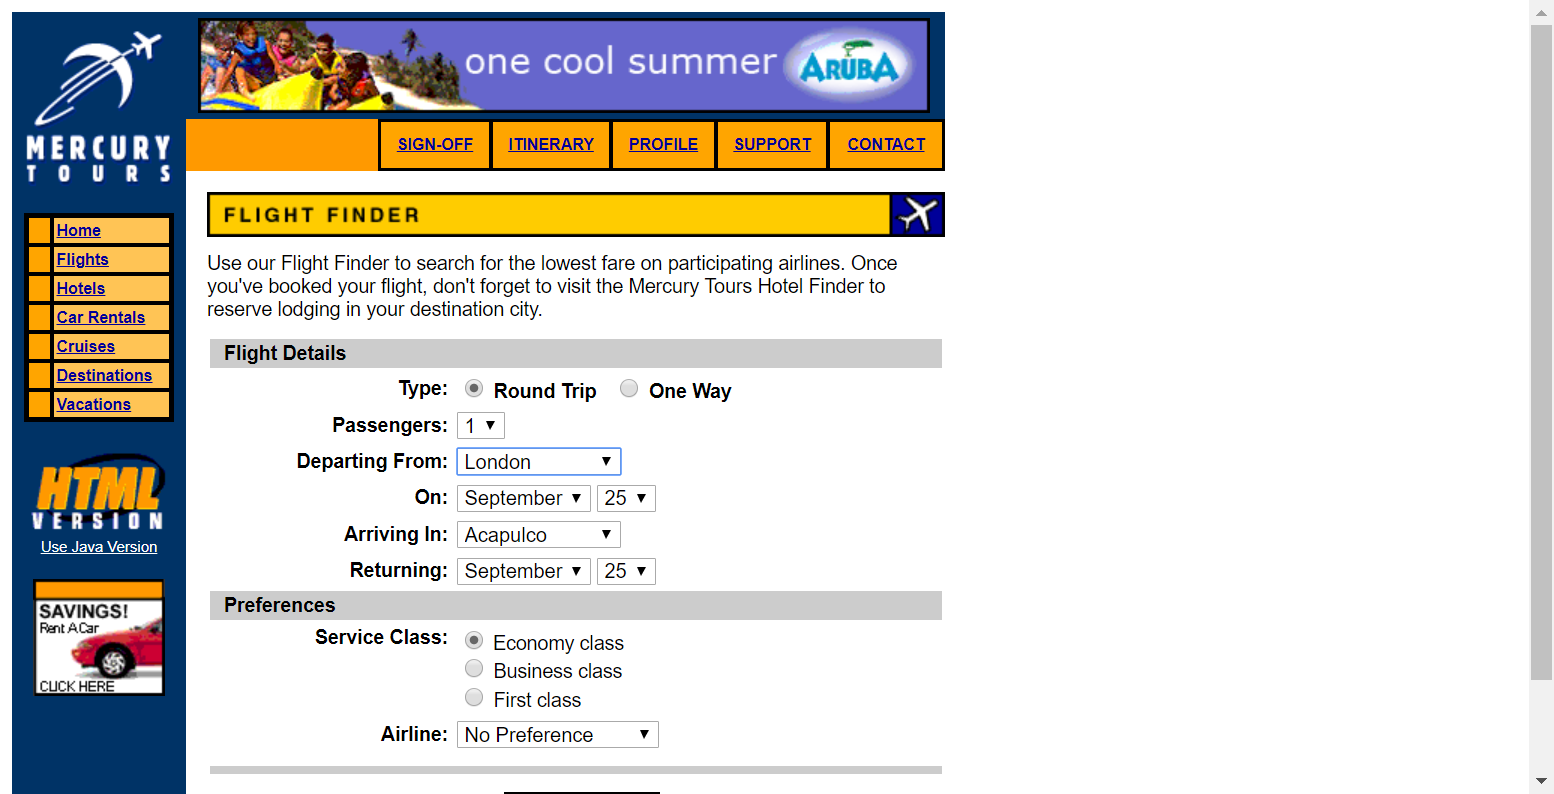 one cool summer
ARUBA
MERCURY
TOURS
SIGN-OFF
ITINERARY
PROFILE
SUPPORT
CONTACT
Home
Flights
Hotels
Car Rentals
Cruises
Destinations
Vacations
HTML
VERSION
Use Java Version
SAVINGS!
Rent A Car
CLICK HERE
FLIGHT FINDER
Use our Flight Finder to search for the lowest fare on participating airlines. Once
you've booked your flight, don't forget to visit the Mercury Tours Hotel Finder to
reserve lodging in your destination city.
Flight Details
Type: Round Trip One Way
Passengers: 1
Departing From: London
On: September 25
Arriving In: Acapulco
Returning: September 25
Preferences
Service Class: Economy class
Business class
First class
Airline: No Preference